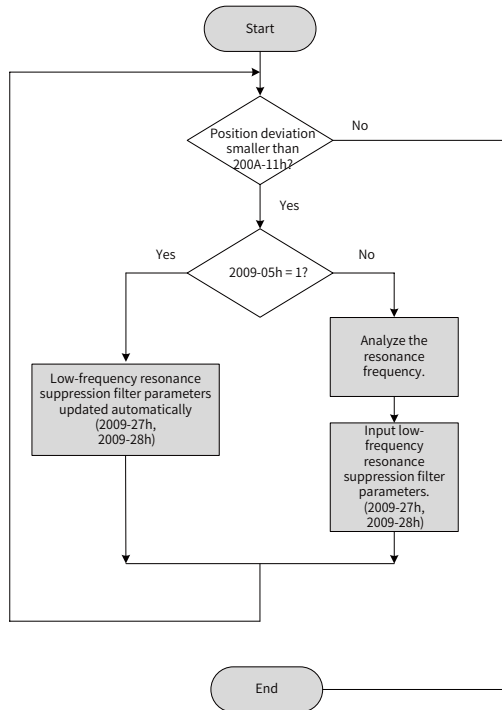 Start
Position deviation
smaller than
200A-11h?
No
Yes
2009-05h = 1?
Yes
No
Analyze the
resonance
frequency.
Low-frequency resonance
suppression filter parameters
updated automatically
(2009-27h,
2009-28h)
Input low-
frequency
resonance
suppression filter
parameters.
(2009-27h,
2009-28h)
End